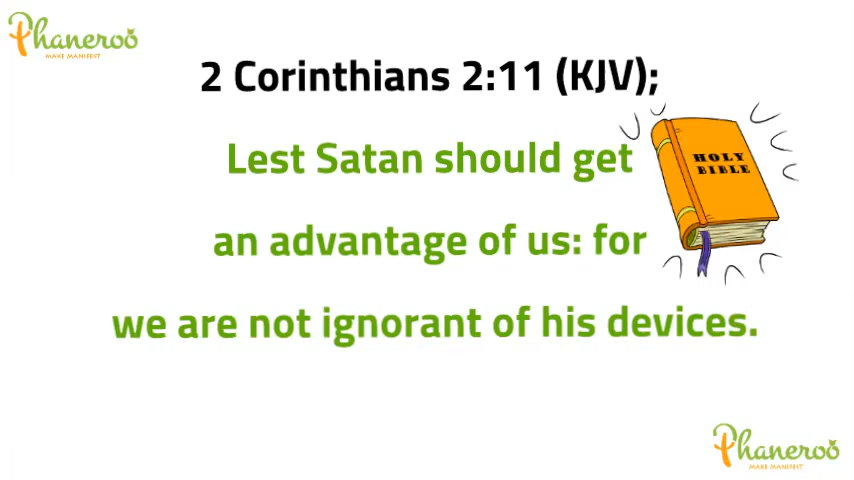 Phaneroo
MAKE MANIFEST
2 Corinthians 2:11 (KJV);
Lest Satan should get
HOLY
BIBLE
an advantage of us: for
we are not ignorant of his devices.
Phaneroo
MAKE MANIFEST